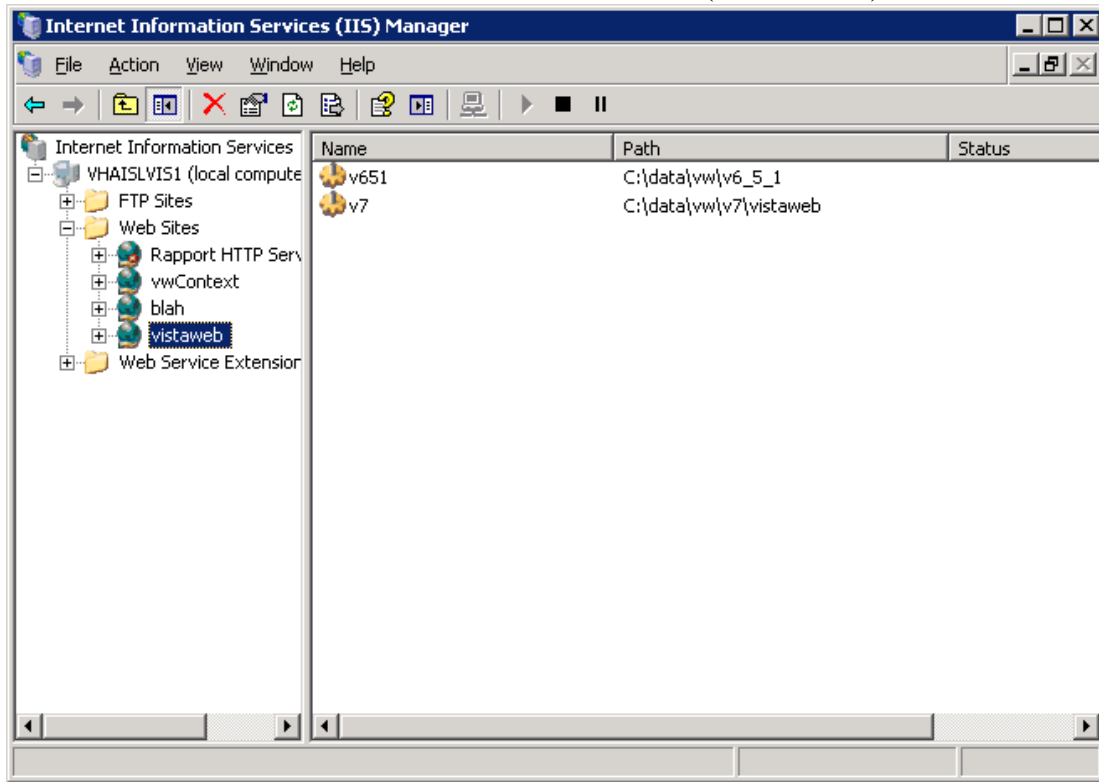 Internet Information Services (IIS) Manager
File Action View Window Help
Internet Information Services
VHAISLVIS1 (local compute
FTP Sites
Web Sites
Rapport HTTP Serv
vwContext
blah
vistaweb
Web Service Extension
Name Path Status
v651 C:\data\vw\v6_5_1
v7 C:\data\vw\v7\vistaweb